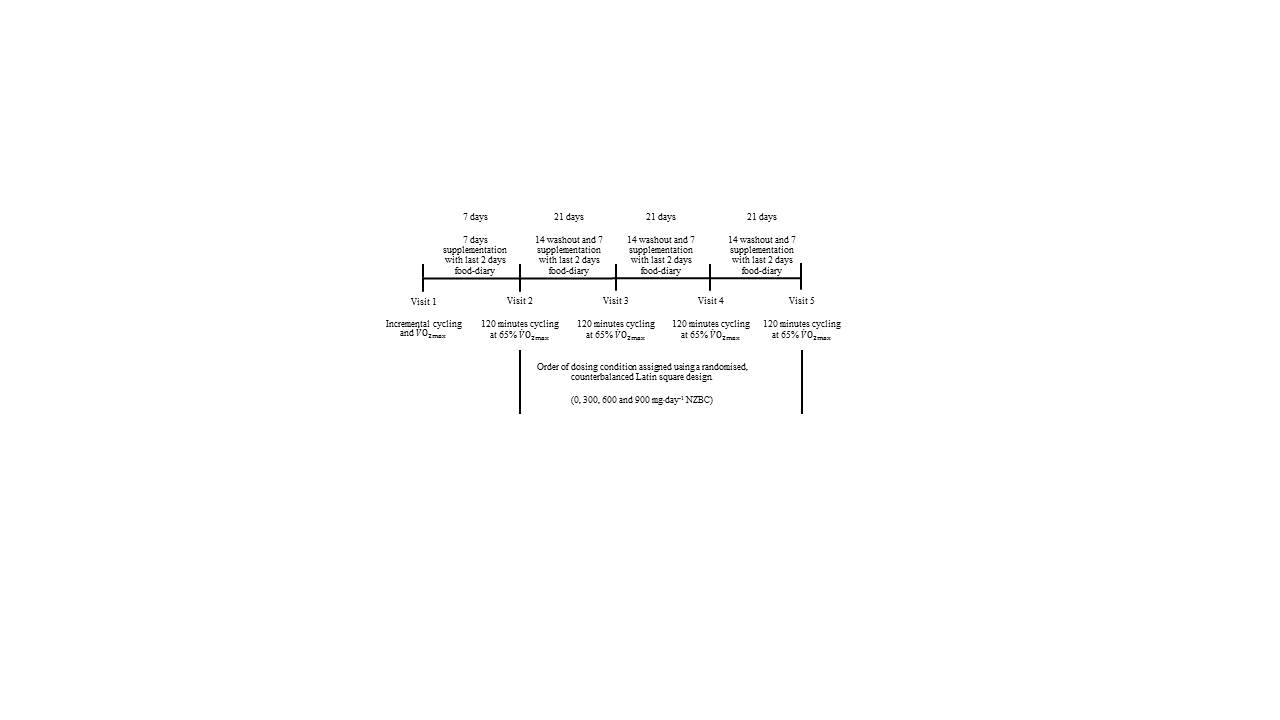 7 days 21 days 21 days 21 days
7 days
supplementation
with last 2 days
food-diary
14 washout and 7
supplementation
with last 2 days
food-diary
14 washout and 7
supplementation
with last 2 days
food-diary
14 washout and 7
supplementation
with last 2 days
food-diary
Visit 1 Visit 2 Visit 3 Visit 4 Visit 5
Incremental cycling
and V̇O₂max
120 minutes cycling
at 65% V̇O₂max
120 minutes cycling
at 65% V̇O₂max
120 minutes cycling
at 65% V̇O₂max
120 minutes cycling
at 65% V̇O₂max
Order of dosing condition assigned using a randomised,
counterbalanced Latin square design
(0, 300, 600 and 900 mg·day⁻¹ NZBC)